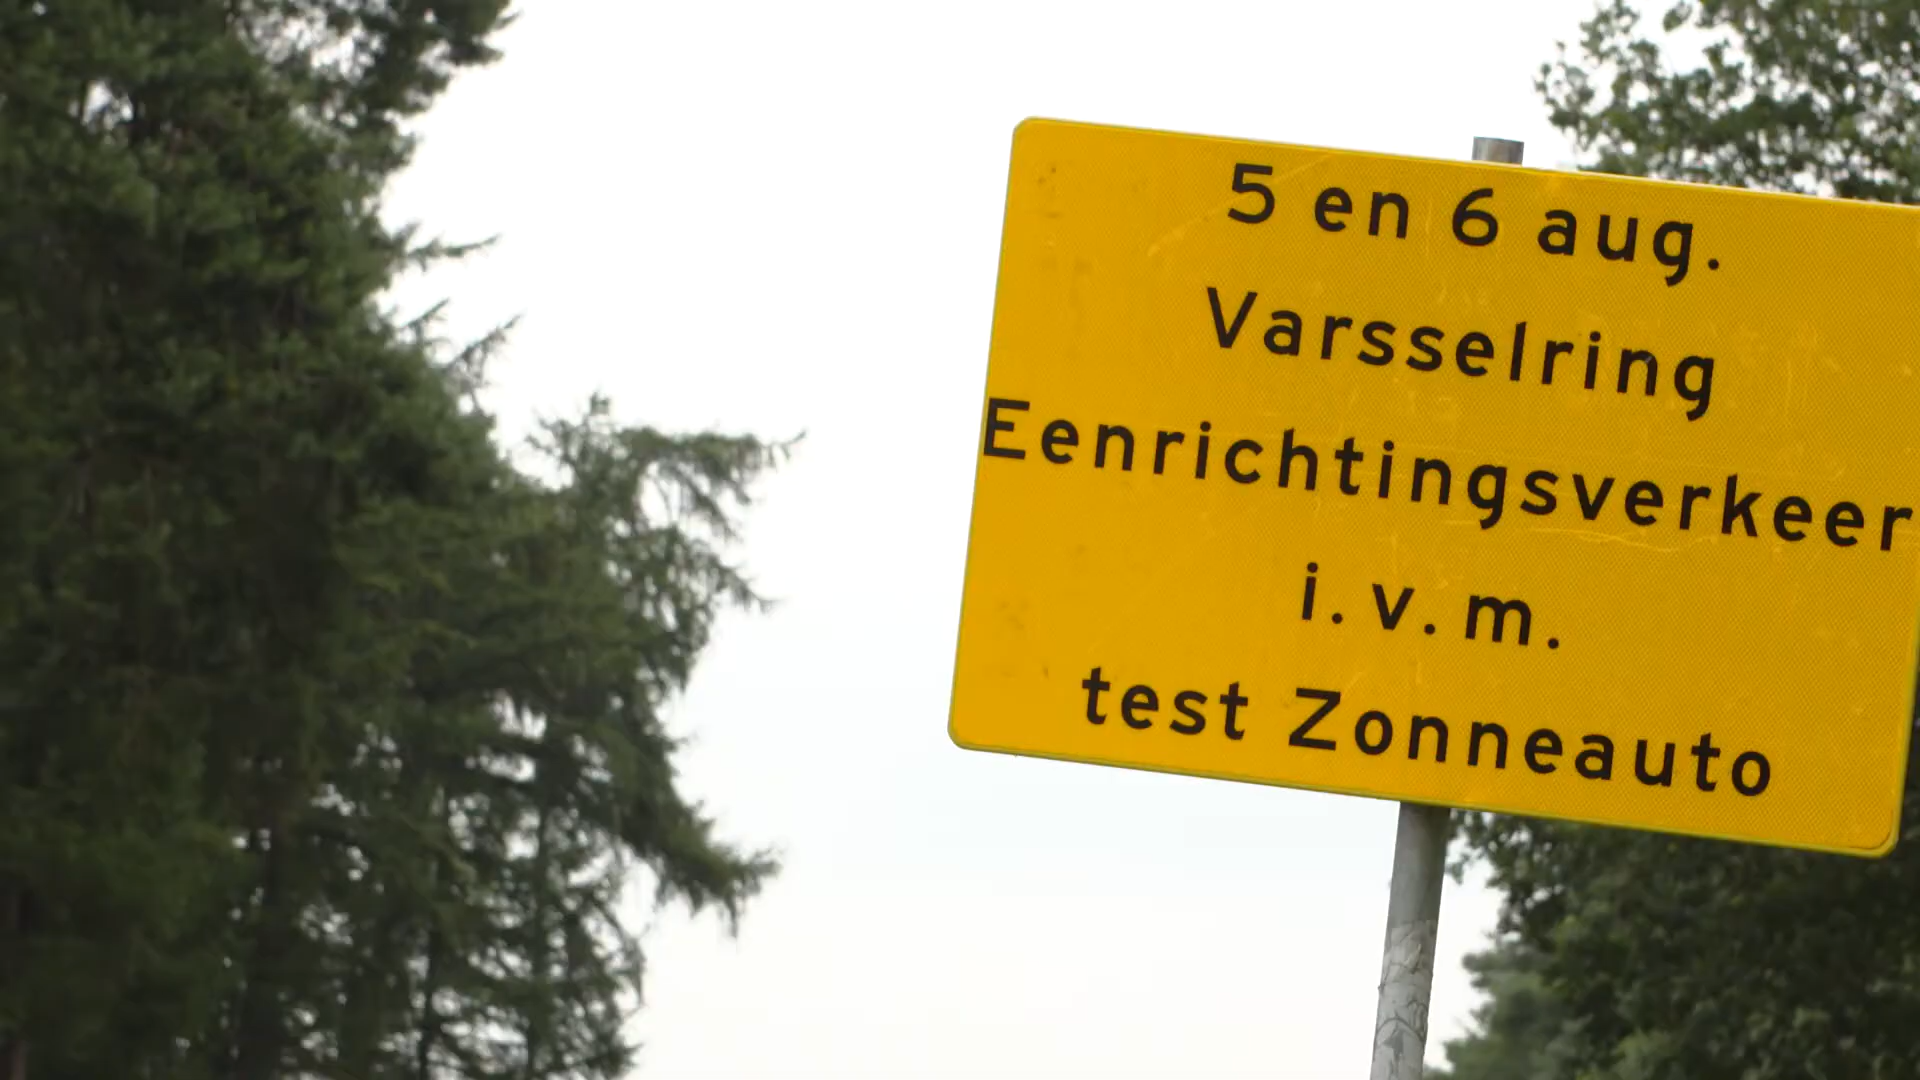 5 en 6 aug.
Varsselring
Eenrichtingsverkeer
i.v.m.
test Zonneauto